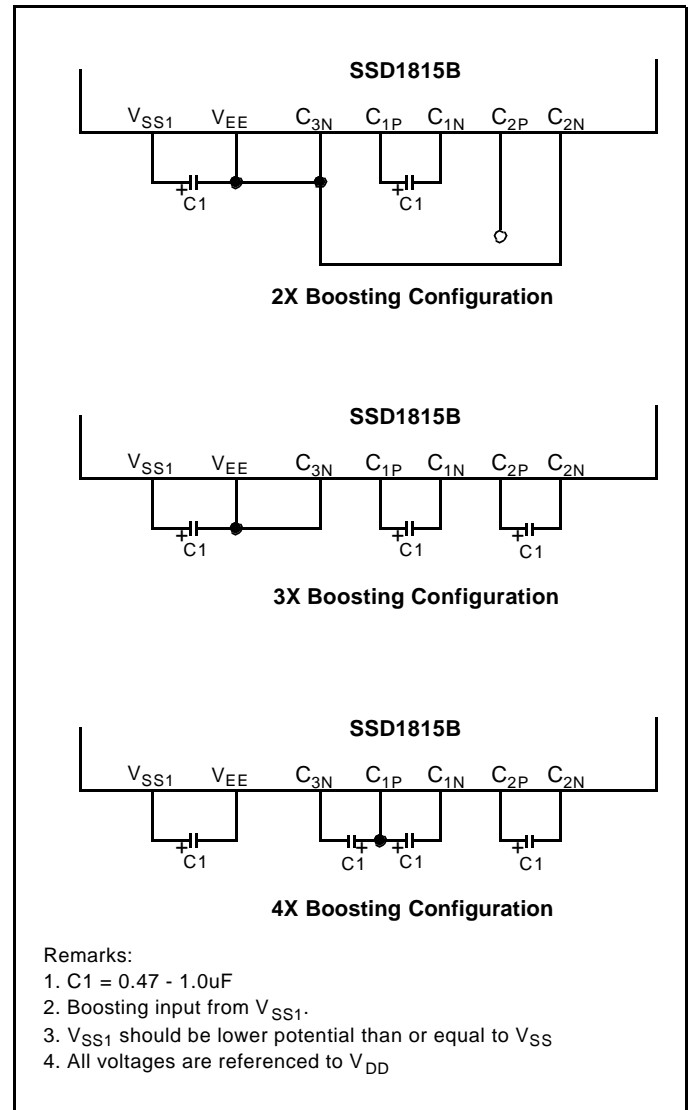 SSD1815B
VSS1 VEE C3N C1P C1N C2P C2N
+ C1 + C1
2X Boosting Configuration
SSD1815B
VSS1 VEE C3N C1P C1N C2P C2N
+ C1 + C1 + C1
3X Boosting Configuration
SSD1815B
VSS1 VEE C3N C1P C1N C2P C2N
+ C1 C1 + + C1 + C1
4X Boosting Configuration
Remarks:
1. C1 = 0.47 - 1.0uF
2. Boosting input from VSS1.
3. VSS1 should be lower potential than or equal to VSS
4. All voltages are referenced to VDD